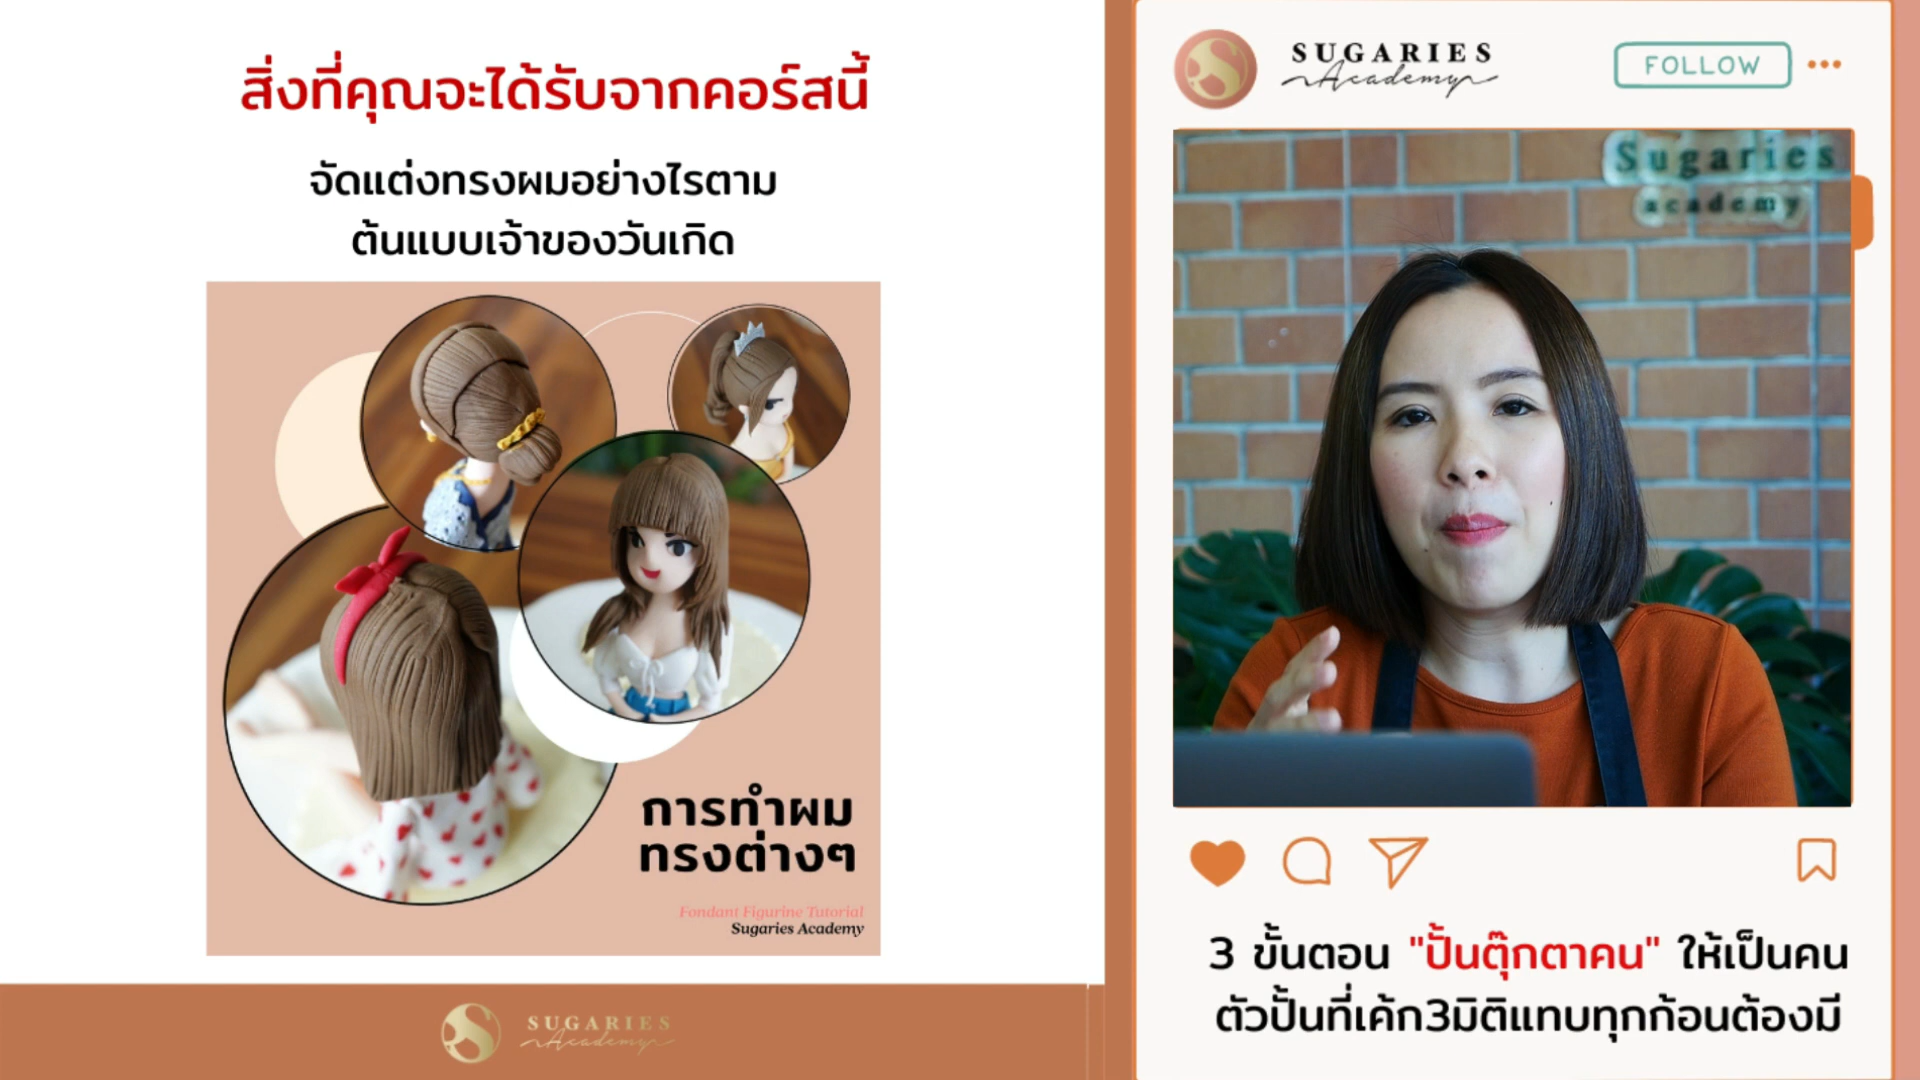 สิ่งที่คุณจะได้รับจากคอร์สนี้
จัดแต่งทรงผมอย่างไรตาม
ต้นแบบเจ้าของวันเกิด
การทำผม
ทรงต่างๆ
Fondant Figurine Tutorial
Sugaries Academy
SUGARIES
Academy
SUGARIES
Academy
FOLLOW
Sugaries
academy
3 ขั้นตอน "ปั้นตุ๊กตาคน" ให้เป็นคน
ตัวปั้นที่เค้ก3มิติแทบทุกก้อนต้องมี